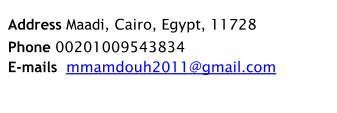 Address Maadi, Cairo, Egypt, 11728
Phone 00201009543834
E-mails mmamdouh2011@gmail.com